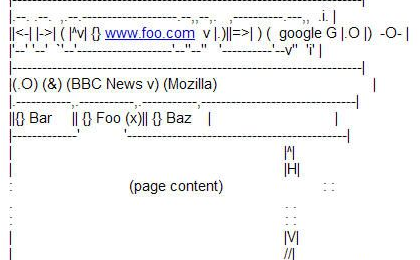 |-----------------------------------------------------------------------|
|.--. .--.  ,.--.-------------------.--,,--,.  ,----------.---,,  .i. |
||<-| |->| ( |^v| {} www.foo.com  v |.)||=>| ) (  google G |.O |)  -O- |
|'--' '--'  `'--'-------------------'--''--''   '----------'--v''  'i' |
|-----------------------------------------------------------------------|
|(.O) (&) (BBC News v) (Mozilla) |
|.-----------,.-----------,.-----------,-------------------------------|
||{} Bar || {} Foo (x)|| {} Baz | |
|------------' '--------------------------------------------|
| |^|
| |H|
: (page content) : :
. . .
: : :
| |V|
| //|